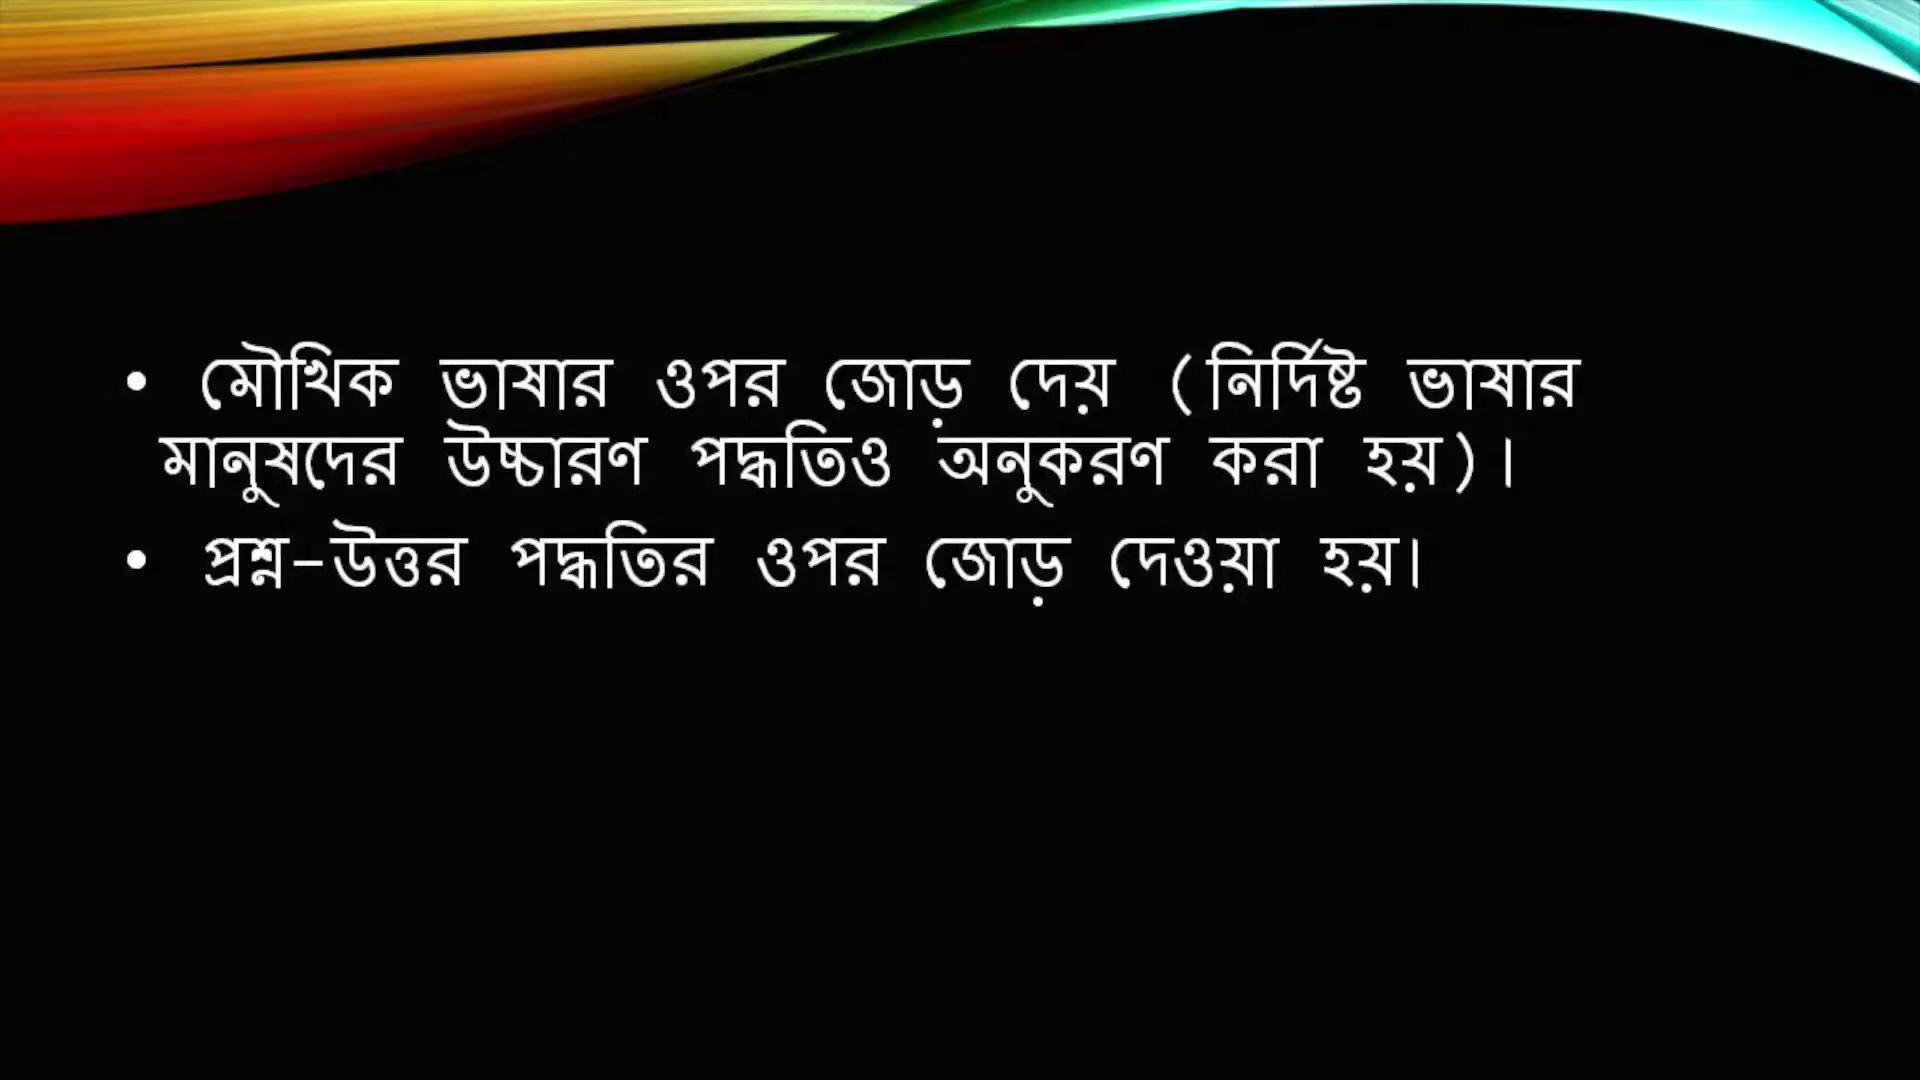 • মৌখিক ভাষার ওপর জোড় দেয় (নির্দিষ্ট ভাষার
মানুষদের উচ্চারণ পদ্ধতিও অনুকরণ করা হয়)।
• প্রশ্ন-উত্তর পদ্ধতির ওপর জোড় দেওয়া হয়।